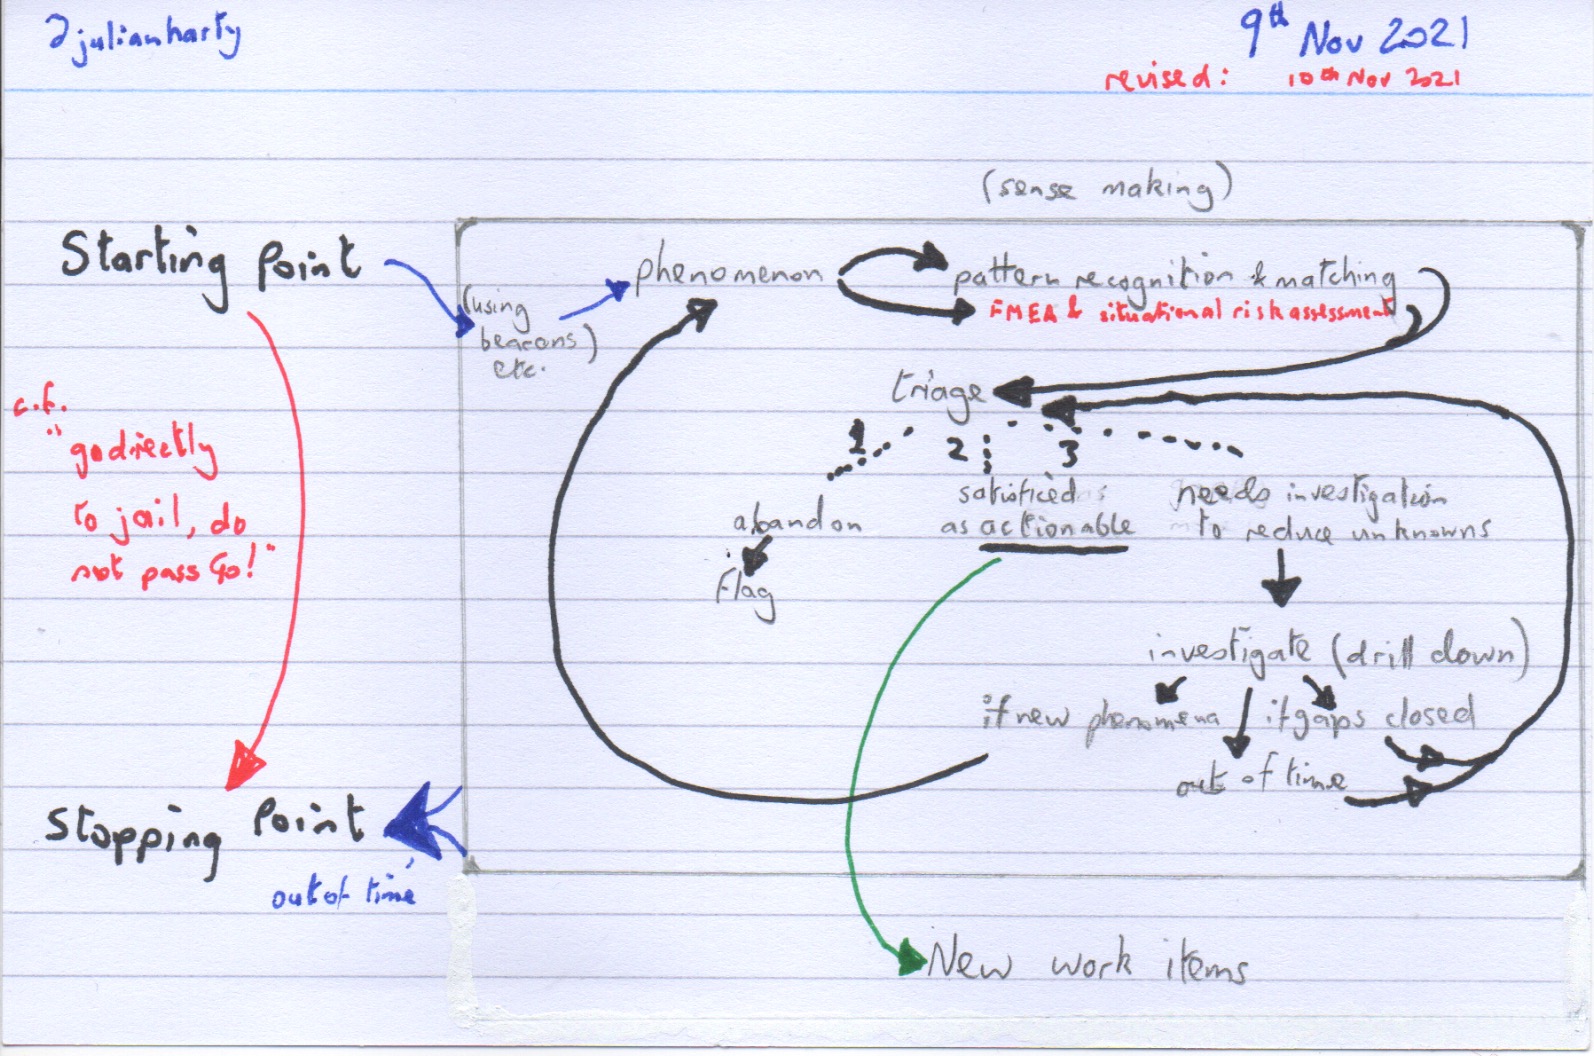 @julianharty
9th Nov 2021
revised: 10th Nov 2021
(sense making)
Starting Point
(using
beacons)
etc.
phenomenon
pattern recognition & matching
FMEA & situational risk assessment
triage
1
2
3
c.f.
"go directly
to jail, do
not pass Go!"
abandon
flag
satisficed
as actionable
needs investigation
to reduce unknowns
investigate (drill down)
if new phenomena
if gaps closed
out of time
Stopping Point
out of time
New work items